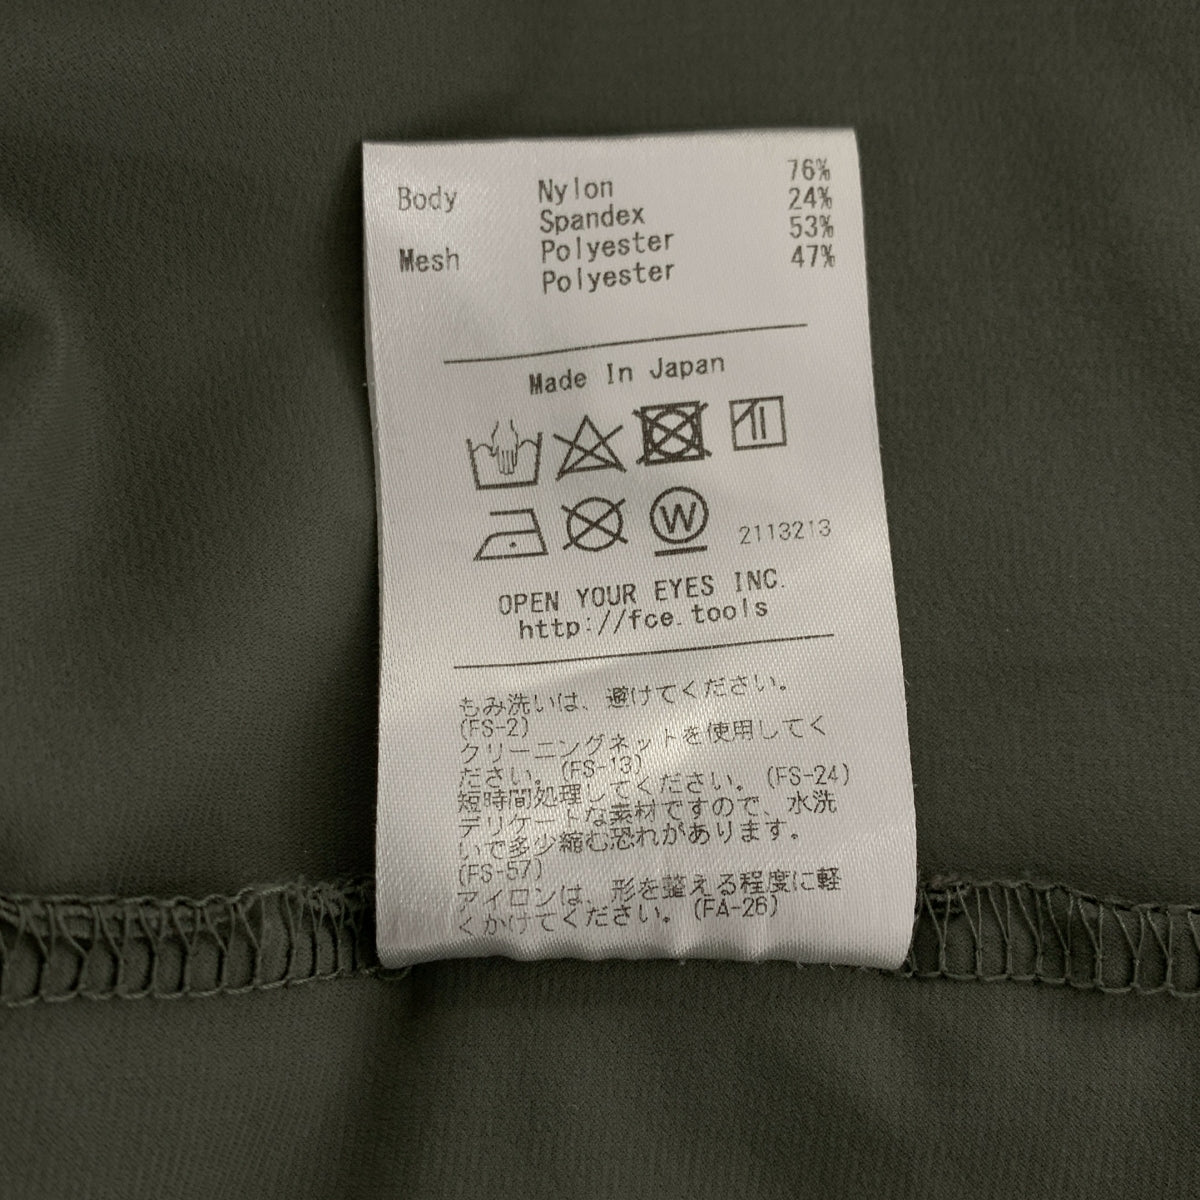 Body Nylon 76%
Spandex 24%
Mesh Polyester 53%
Polyester 47%
Made In Japan
W 2113213
OPEN YOUR EYES INC.
http://fce.tools
もみ洗いは、避けてください。
(FS-2)
クリーニングネットを使用してく
ださい。(FS-13)
短時間処理してください。(FS-24)
デリケートな素材ですので、水洗
いで多少縮む恐れがあります。
(FS-57)
アイロンは、形を整える程度に軽
くかけてください。(FA-26)